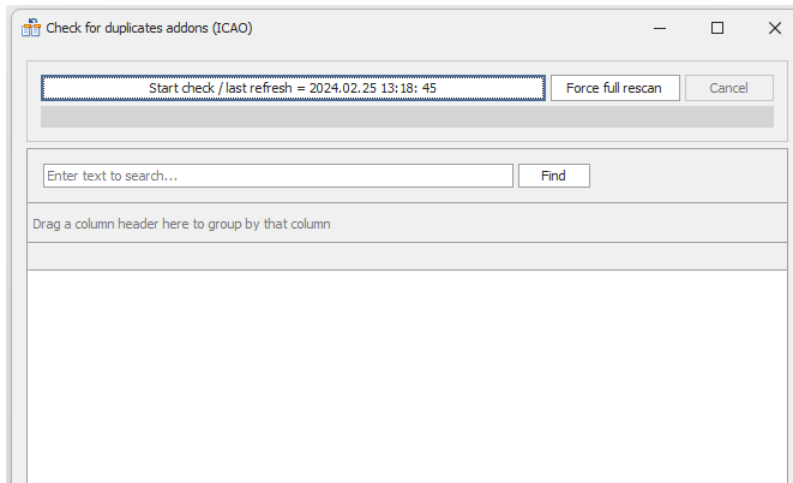 Check for duplicates addons (ICAO)
Start check / last refresh = 2024.02.25 13:18: 45
Force full rescan
Cancel
Enter text to search...
Find
Drag a column header here to group by that column